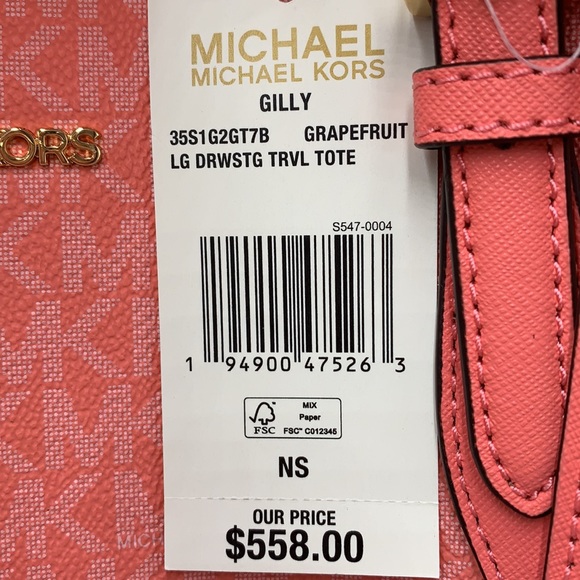 MICHAEL
MICHAEL KORS
GILLY
35S1G2GT7B GRAPEFRUIT
LG DRWSTG TRVL TOTE
KORS
S547-0004
1 94900 47526 3
MIX
Paper
FSC™ C012345
FSC
NS
OUR PRICE
$558.00